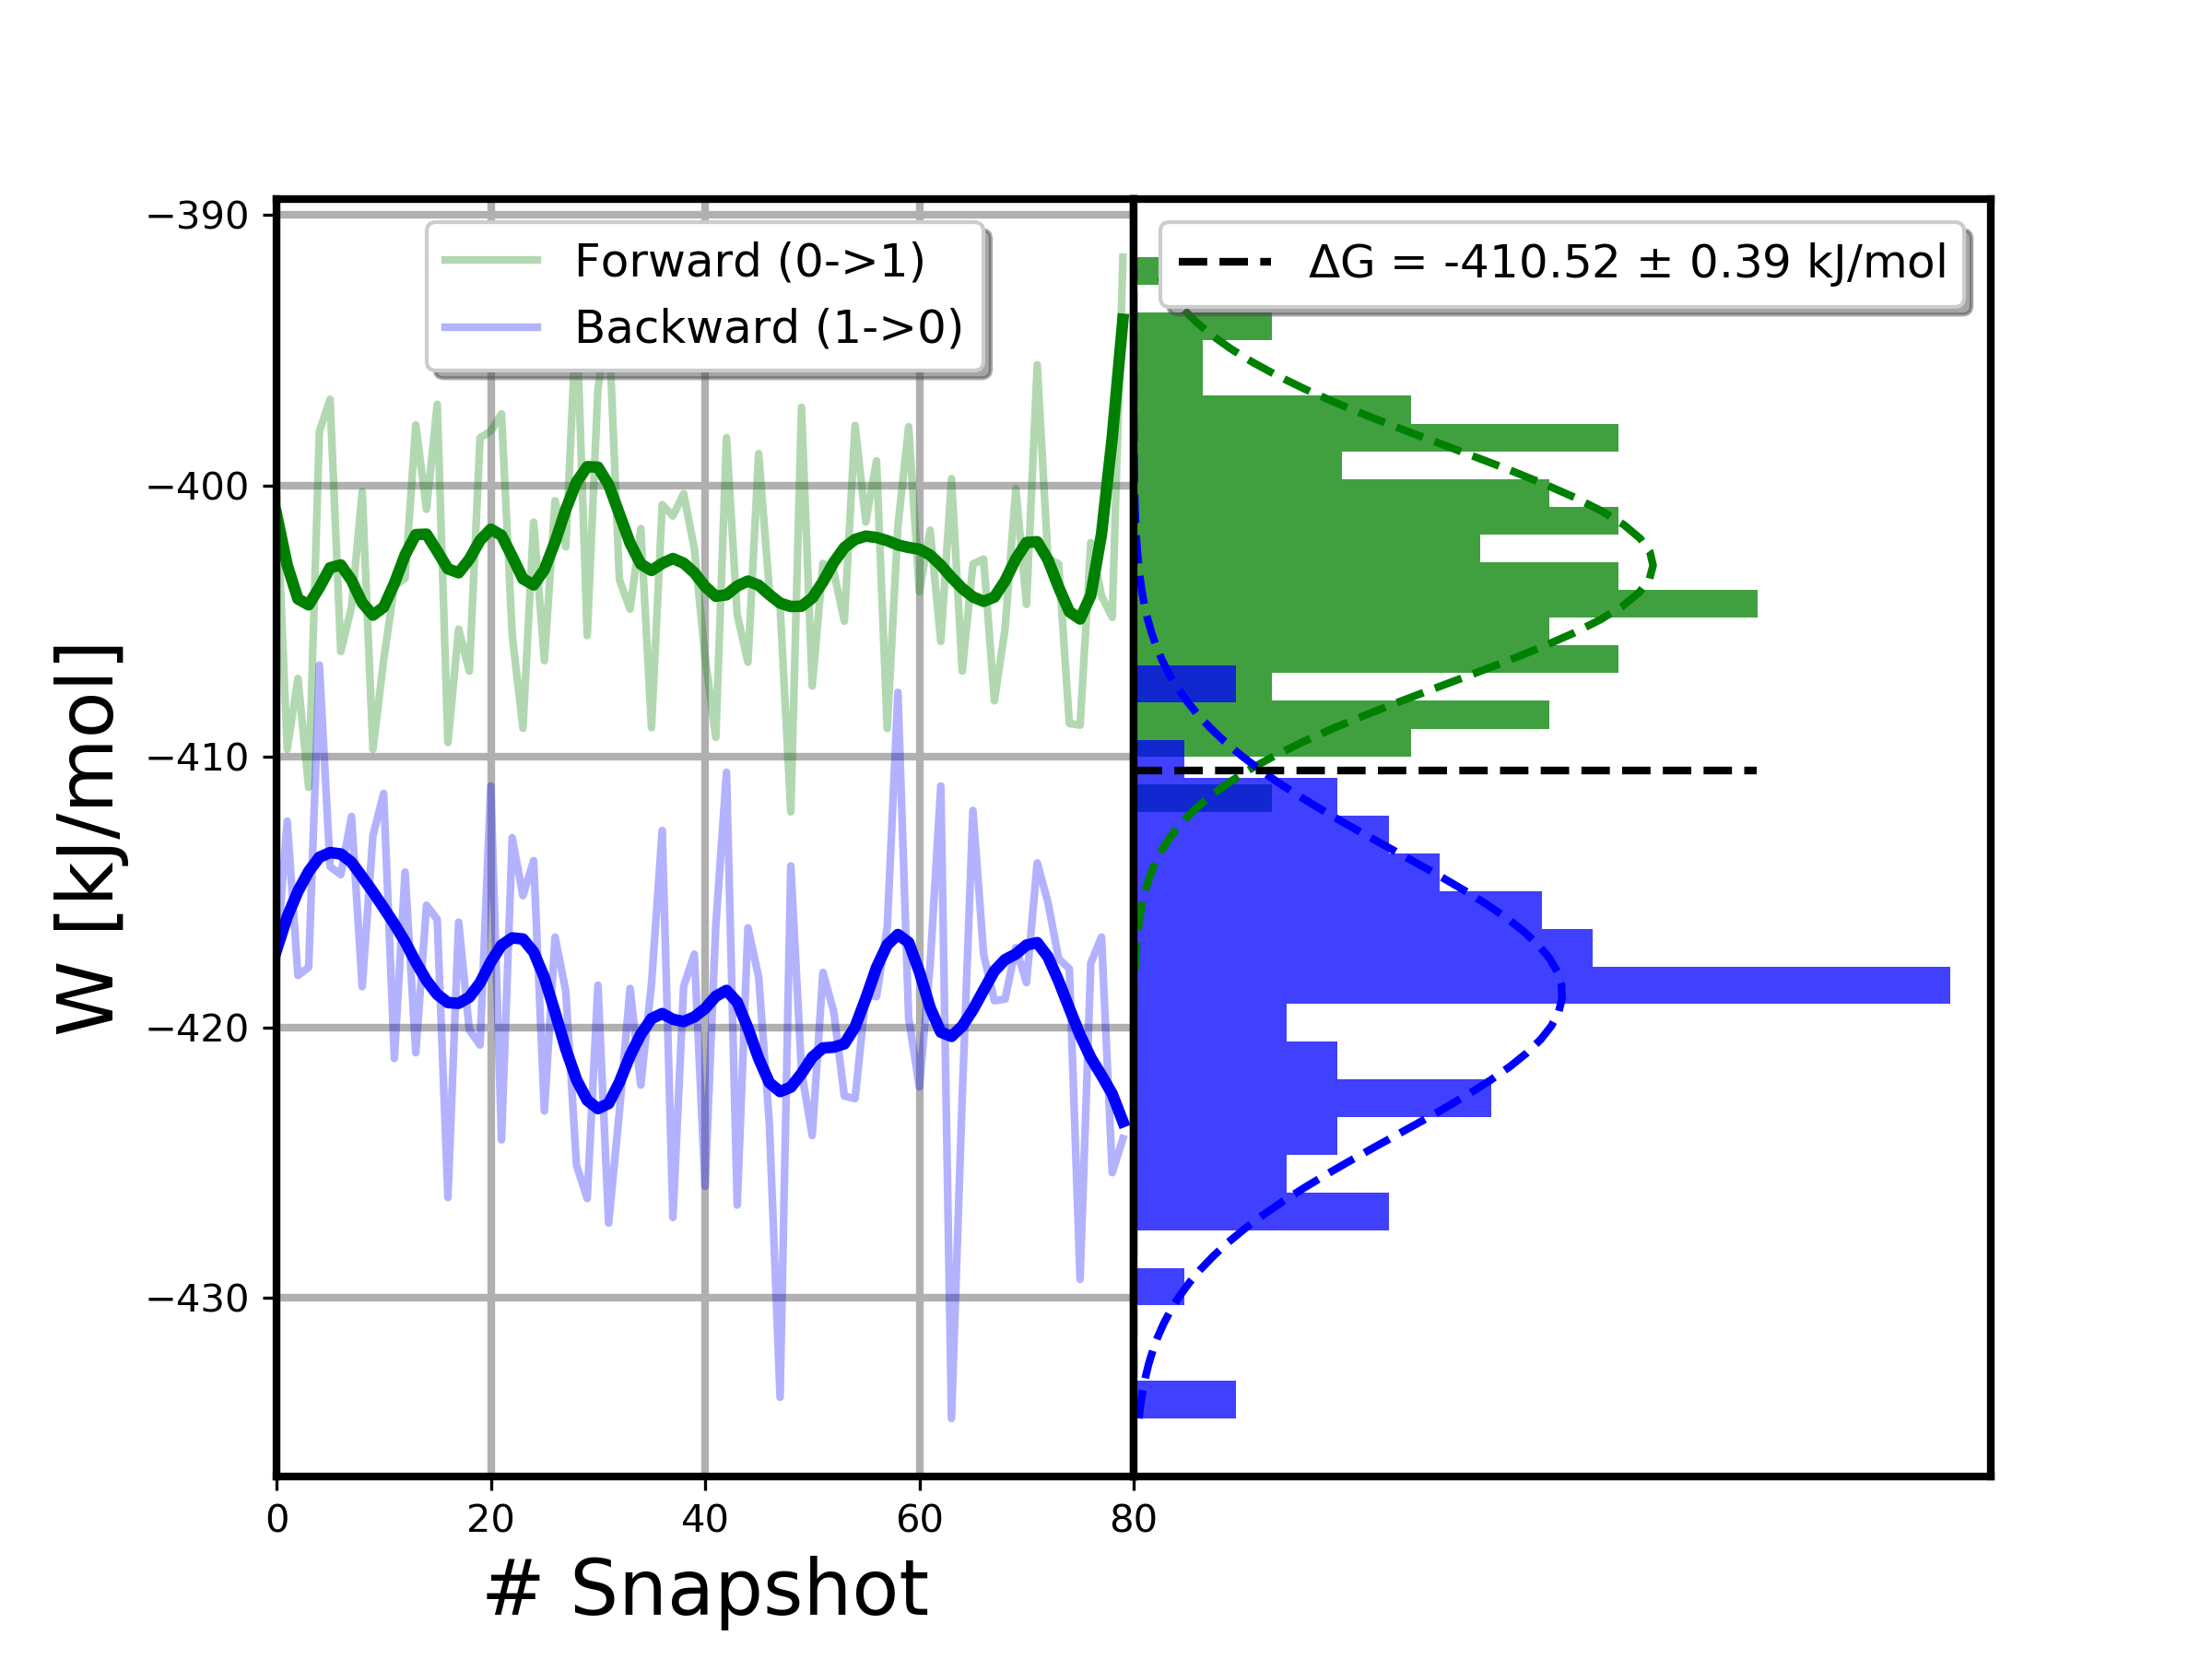 −390
−400
−410
−420
−430
W [kJ/mol]
Forward (0->1)
Backward (1->0)
ΔG = -410.52 ± 0.39 kJ/mol
0 20 40 60 80
# Snapshot